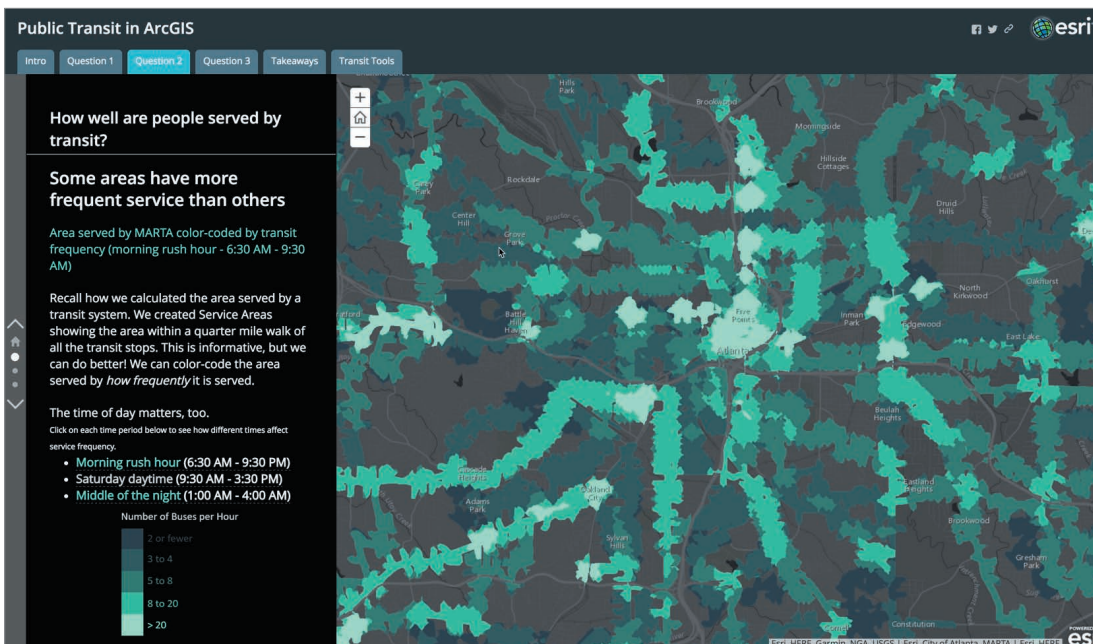 Public Transit in ArcGIS
esri
Intro
Question 1
Question 2
Question 3
Takeaways
Transit Tools
How well are people served by
transit?
Some areas have more
frequent service than others
Area served by MARTA color-coded by transit
frequency (morning rush hour - 6:30 AM - 9:30
AM)
Recall how we calculated the area served by a
transit system. We created Service Areas
showing the area within a quarter mile walk of
all the transit stops. This is informative, but we
can do better! We can color-code the area
served by how frequently it is served.
The time of day matters, too.
Click on each time period below to see how different times affect
service frequency.
• Morning rush hour (6:30 AM - 9:30 PM)
• Saturday daytime (9:30 AM - 3:30 PM)
• Middle of the night (1:00 AM - 4:00 AM)
Number of Buses per Hour
2 or fewer
3 to 4
5 to 8
8 to 20
> 20
+
−
Hills
Park
Brookwood
Morningside
Hillside
Cottages
Rockdale
Carey
Park
Center
Hill
Proctor Creek
Grove
Park
Druid
Hills
North
Kirkwood
Oakhurst
Battle
Hill
Haven
Five
Points
Inman
Park
Edgewood
East Lake
Atlanta
Beulah
Heights
Cascade
Heights
Adams
Park
Oakland
City
Eastland
Heights
Brookwood
Sylvan
Hills
Gresham
Park
Constitution
Esri, HERE, Garmin, NGA, USGS | Esri, City of Atlanta, MARTA | Esri, HERE
POWERED
es